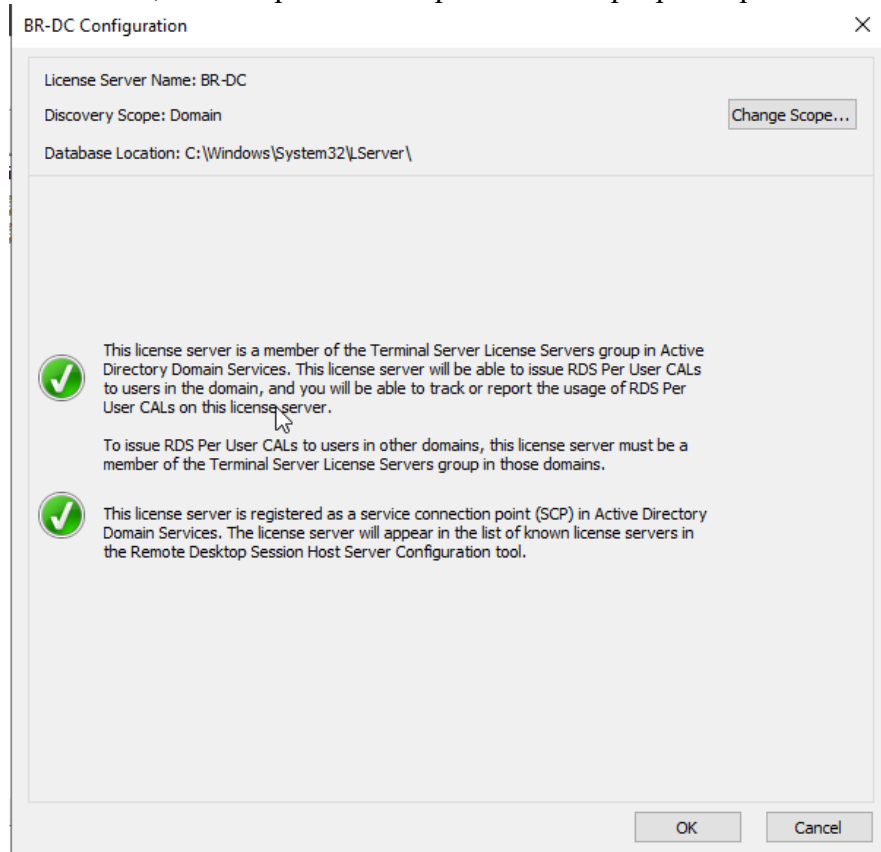 BR-DC Configuration
License Server Name: BR-DC
Discovery Scope: Domain
Change Scope...
Database Location: C:\Windows\System32\LServer\
This license server is a member of the Terminal Server License Servers group in Active
Directory Domain Services. This license server will be able to issue RDS Per User CALs
to users in the domain, and you will be able to track or report the usage of RDS Per
User CALs on this license server.
To issue RDS Per User CALs to users in other domains, this license server must be a
member of the Terminal Server License Servers group in those domains.
This license server is registered as a service connection point (SCP) in Active Directory
Domain Services. The license server will appear in the list of known license servers in
the Remote Desktop Session Host Server Configuration tool.
OK
Cancel